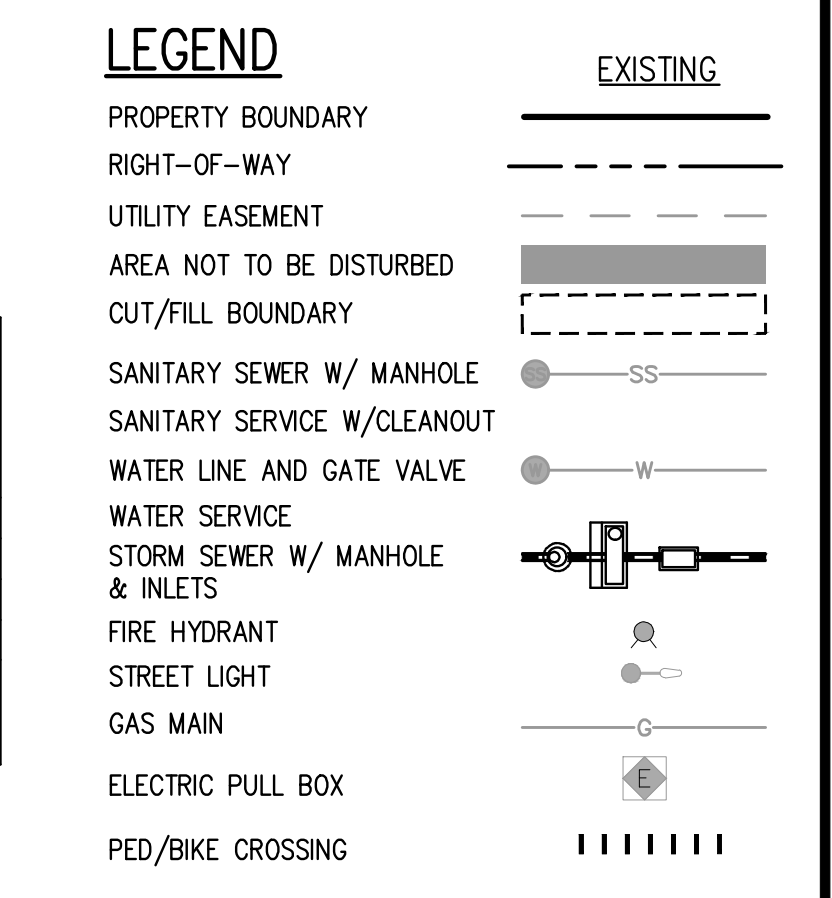 LEGEND
EXISTING
PROPERTY BOUNDARY
RIGHT-OF-WAY
UTILITY EASEMENT
AREA NOT TO BE DISTURBED
CUT/FILL BOUNDARY
SANITARY SEWER W/ MANHOLE SS SS
SANITARY SERVICE W/CLEANOUT
WATER LINE AND GATE VALVE W W
WATER SERVICE
STORM SEWER W/ MANHOLE
& INLETS
FIRE HYDRANT
STREET LIGHT
GAS MAIN G
ELECTRIC PULL BOX E
PED/BIKE CROSSING